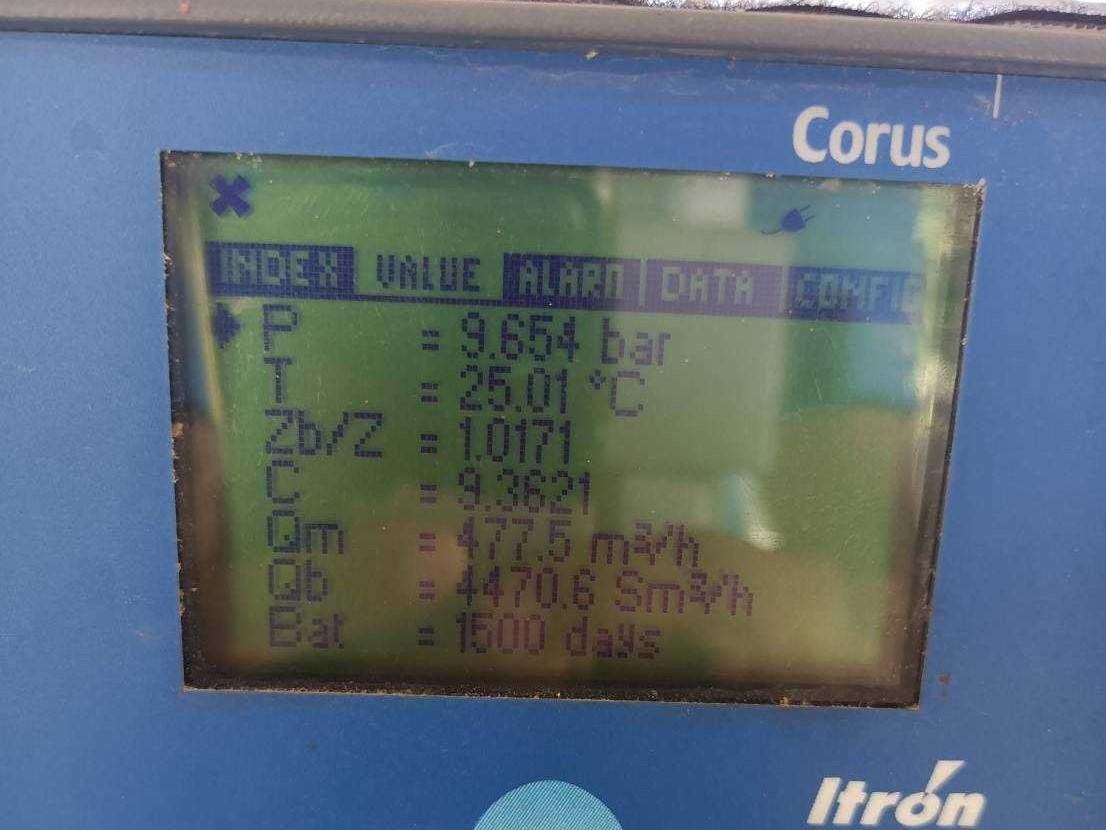 Corus
INDEX VALUE ALARM DATA CONFIG
P = 9.654 bar
T = 25.01 °C
Zb/Z = 1.0171
C = 9.3621
Qm = 477.5 m³/h
Qb = 4470.6 Sm³/h
Bat = 1500 days
Itron